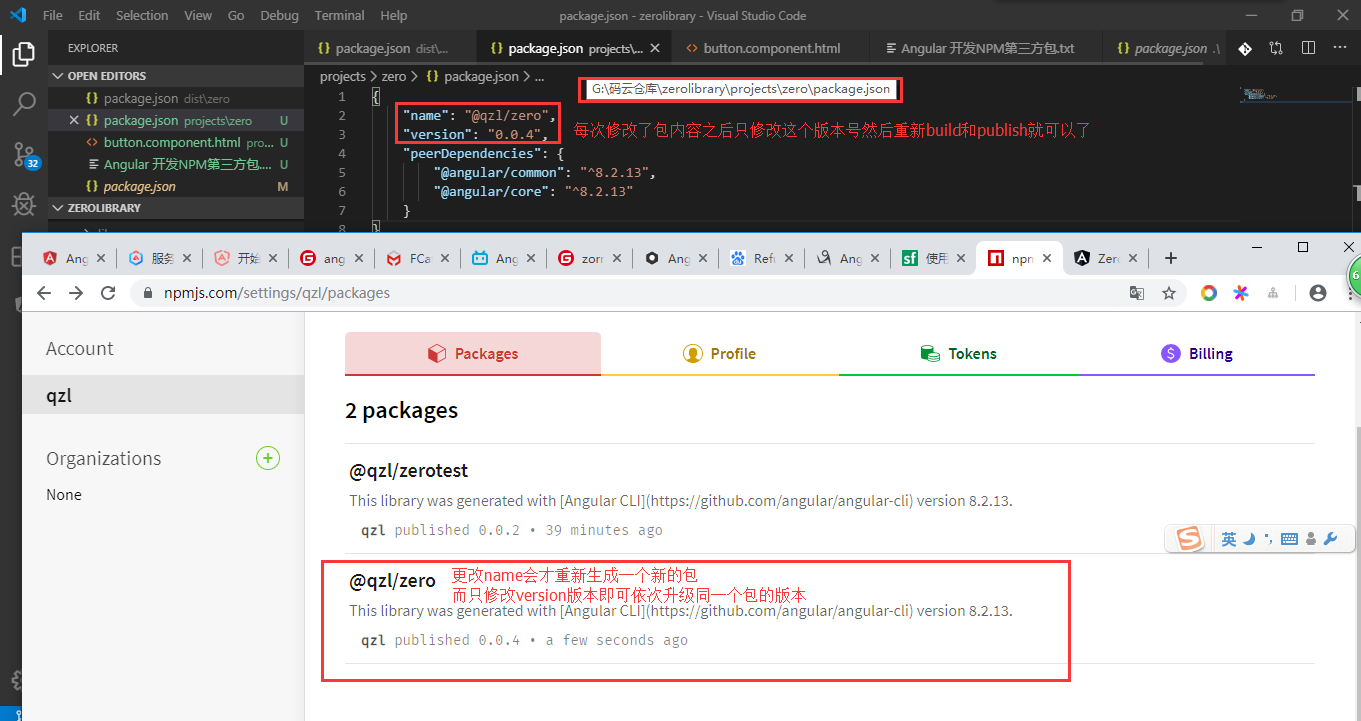 File Edit Selection View Go Debug Terminal Help package.json - zerolibrary - Visual Studio Code
EXPLORER
package.json dist\...
package.json projects\...
button.component.html
Angular 开发NPM第三方包.txt
package.json .\
OPEN EDITORS
package.json dist\zero
package.json projects\zero U
button.component.html pro... U
Angular 开发NPM第三方包.... U
package.json M
ZEROLIBRARY
32
projects > zero > package.json > ...
G:\码云仓库\zerolibrary\projects\zero\package.json
1 {
2 "name": "@qzl/zero",
3 "version": "0.0.4",
每次修改了包内容之后只修改这个版本号然后重新build和publish就可以了
4 "peerDependencies": {
5 "@angular/common": "^8.2.13",
6 "@angular/core": "^8.2.13"
7 }
8 }
Ang 服务 开始 ang FCa Ang zorr Ang Refu Ang 使用 npn Zer
npmjs.com/settings/qzl/packages
6
Account
qzl
Organizations
None
Packages Profile Tokens Billing
2 packages
@qzl/zerotest
This library was generated with [Angular CLI](https://github.com/angular/angular-cli) version 8.2.13.
qzl published 0.0.2 • 39 minutes ago
英
@qzl/zero
更改name会才重新生成一个新的包
而只修改version版本即可依次升级同一个包的版本
This library was generated with [Angular CLI](https://github.com/angular/angular-cli) version 8.2.13.
qzl published 0.0.4 • a few seconds ago